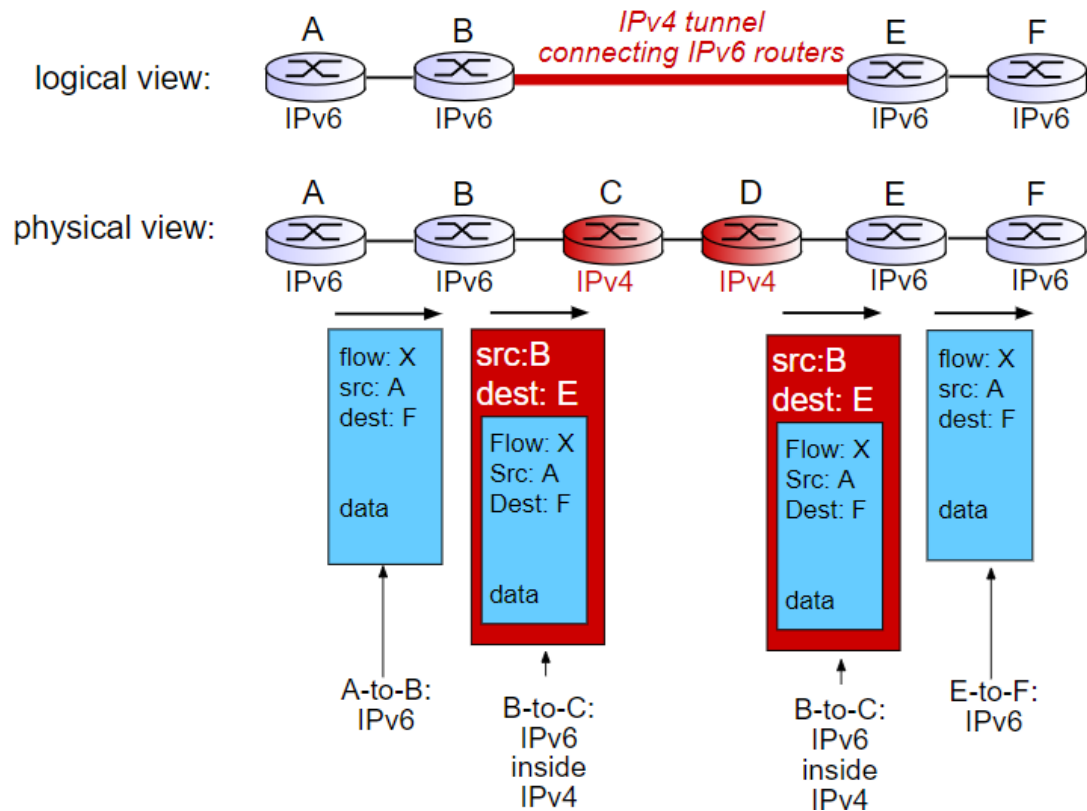 A B E F
IPv4 tunnel
connecting IPv6 routers
logical view:
IPv6 IPv6 IPv6 IPv6
A B C D E F
physical view:
IPv6 IPv6 IPv4 IPv4 IPv6 IPv6
flow: X
src: A
dest: F
data
src:B
dest: E
Flow: X
Src: A
Dest: F
data
src:B
dest: E
Flow: X
Src: A
Dest: F
data
flow: X
src: A
dest: F
data
A-to-B:
IPv6
B-to-C:
IPv6
inside
IPv4
B-to-C:
IPv6
inside
IPv4
E-to-F:
IPv6